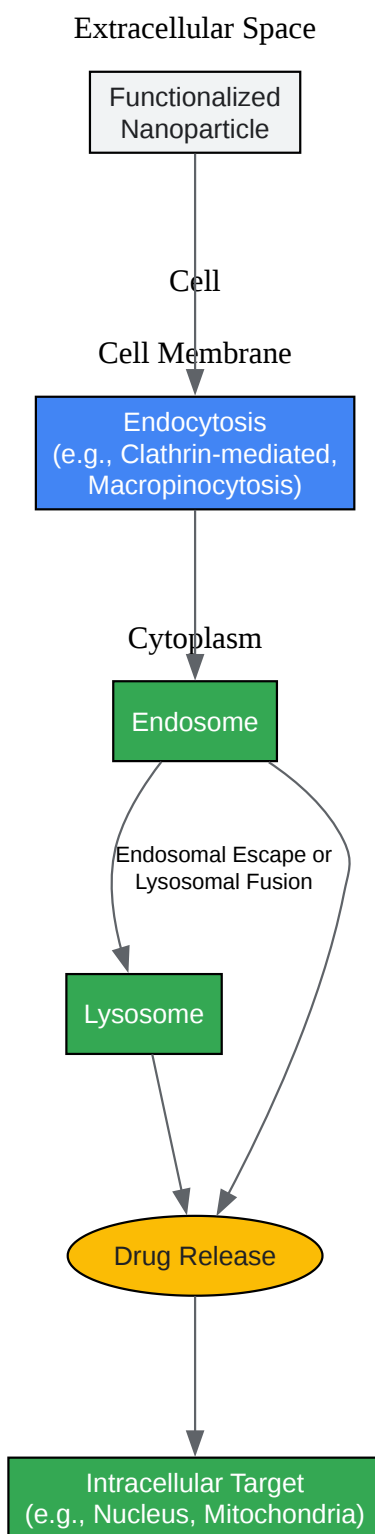 Extracellular Space
Functionalized
Nanoparticle
Cell
Cell Membrane
Endocytosis
(e.g., Clathrin-mediated,
Macropinocytosis)
Cytoplasm
Endosome
Endosomal Escape or
Lysosomal Fusion
Lysosome
Drug Release
Intracellular Target
(e.g., Nucleus, Mitochondria)